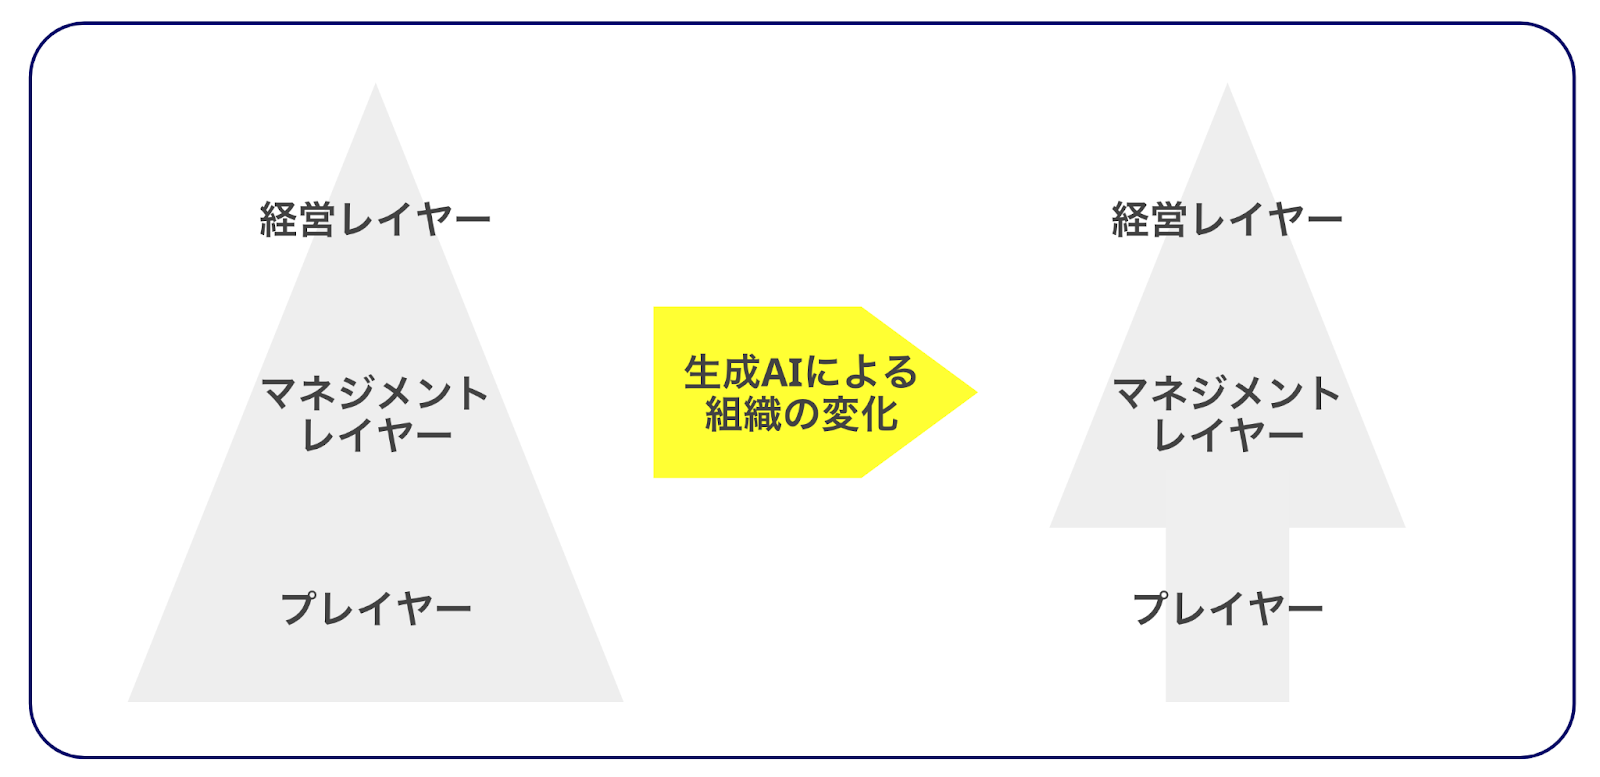 経営レイヤー
マネジメント
レイヤー
プレイヤー
生成AIによる
組織の変化
経営レイヤー
マネジメント
レイヤー
プレイヤー